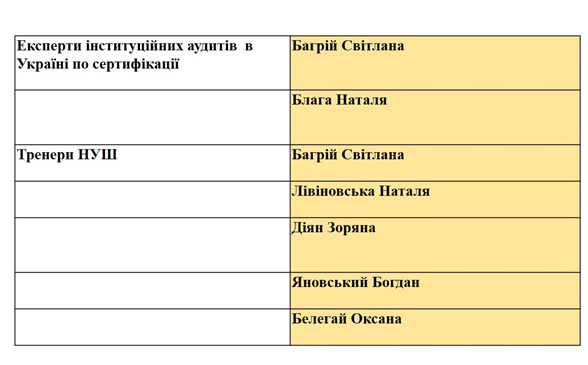 Експерти інституційних аудитів в
Україні по сертифікації
Багрій Світлана
Блага Наталя
Тренери НУШ
Багрій Світлана
Лівіновська Наталя
Діян Зоряна
Яновський Богдан
Белегай Оксана